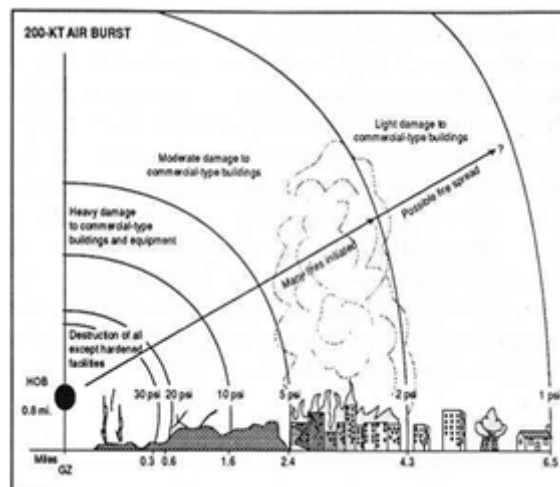 200-KT AIR BURST
Light damage to
commercial-type buildings
Moderate damage to
commercial-type buildings
?
Possible fire spread
Many fires initiated
Heavy damage
to commercial-type
buildings and equipment
Destruction of all
except hardened
facilities
HOB
0.8 mi.
30 psi 20 psi 10 psi 5 psi 2 psi 1 psi
Miles GZ 0.3 0.6 1.6 2.4 4.3 6.5